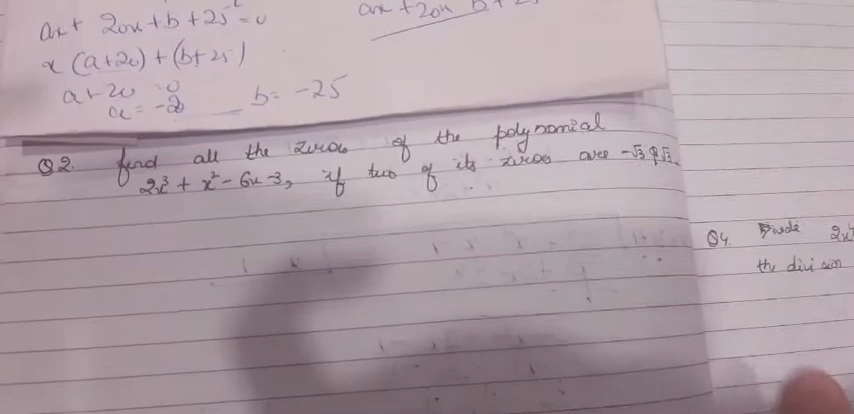 ax + 20x + b + 25 = 0
x (a+20) + (b+25)
a+20 = 0
a = -20 b = -25
Q2. find all the zeroes of the polynomial
2x³ + x² - 6x - 3, if two of its zeroes are -√3 & √3.
Q4. Divide 2x
the division